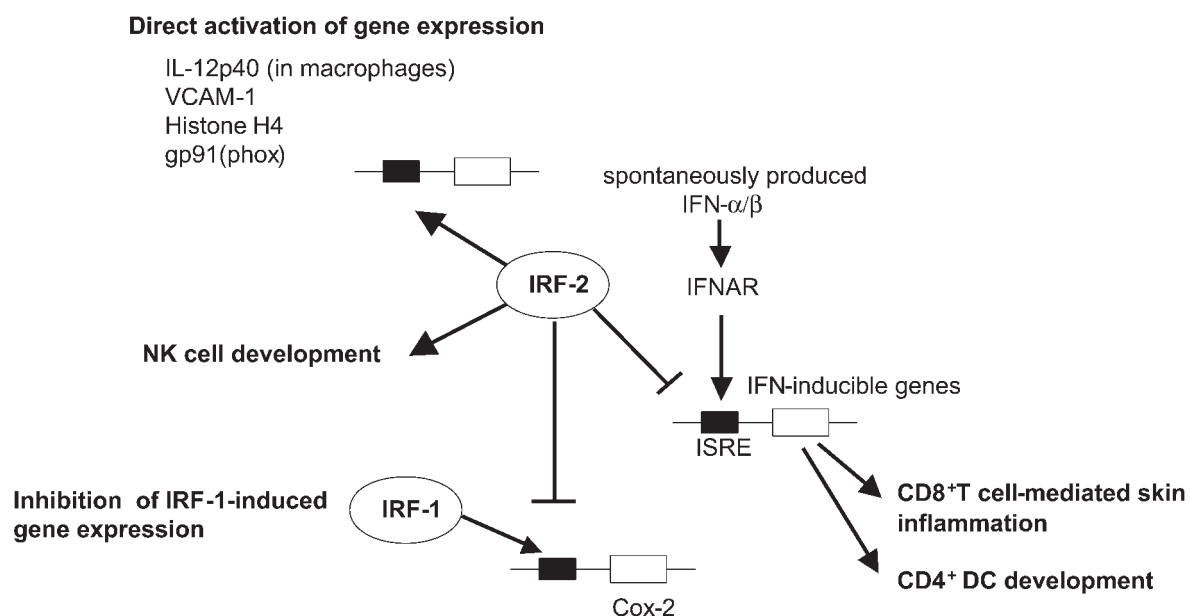 Direct activation of gene expression
IL-12p40 (in macrophages)
VCAM-1
Histone H4
gp91(phox)
spontaneously produced
IFN-α/β
IFNAR
IRF-2
NK cell development
IFN-inducible genes
ISRE
Inhibition of IRF-1-induced
gene expression
IRF-1
Cox-2
CD8⁺T cell-mediated skin
inflammation
CD4⁺ DC development